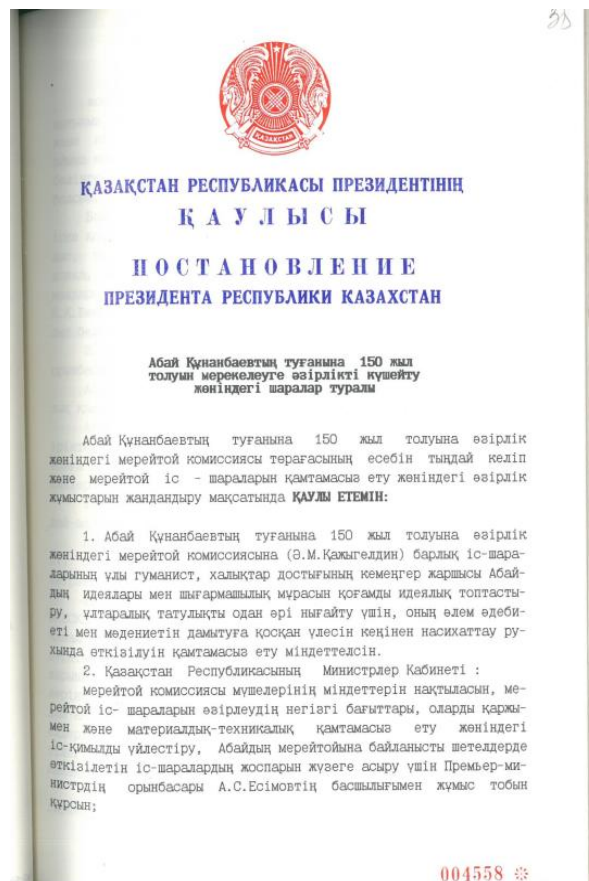 38
ҚАЗАҚСТАН
ҚАЗАҚСТАН РЕСПУБЛИКАСЫ ПРЕЗИДЕНТІНІҢ
ҚАУЛЫСЫ
ПОСТАНОВЛЕНИЕ
ПРЕЗИДЕНТА РЕСПУБЛИКИ КАЗАХСТАН
Абай Құнанбаевтың туғанына 150 жыл
толуын мерекелеуге әзірлікті күшейту
жөніндегі шаралар туралы
Абай Құнанбаевтың туғанына 150 жыл толуына әзірлік
жөніндегі мерейтой комиссиясы төрағасының есебін тыңдай келіп
және мерейтой іс - шараларын қамтамасыз ету жөніндегі әзірлік
жұмыстарын жандандыру мақсатында ҚАУЛЫ ЕТЕМІН:
1. Абай Құнанбаевтың туғанына 150 жыл толуына әзірлік
жөніндегі мерейтой комиссиясына (Ә.М.Қажыгелдин) барлық іс-шара-
ларының ұлы гуманист, халықтар достығының кемеңгер жаршысы Абай-
дың идеялары мен шығармашылық мұрасын қоғамды идеялық топтасты-
ру, ұлтаралық татулықты одан әрі нығайту үшін, оның әлем әдеби-
еті мен мәдениетін дамытуға қосқан үлесін кеңінен насихаттау ру-
хында өткізілуін қамтамасыз ету міндеттелсін.
2. Қазақстан Республикасының Министрлер Кабинеті :
мерейтой комиссиясы мүшелерінің міндеттерін нақтыласын, ме-
рейтой іс- шараларын әзірлеудің негізгі бағыттары, оларды қаржы-
мен және материалдық-техникалық қамтамасыз ету жөніндегі
іс-қимылды үйлестіру, Абайдың мерейтойына байланысты шетелдерде
өткізілетін іс-шаралардың жоспарын жүзеге асыру үшін Премьер-ми-
нистрдің орынбасары А.С.Есімовтің басшылығымен жұмыс тобын
құрсын;
004558